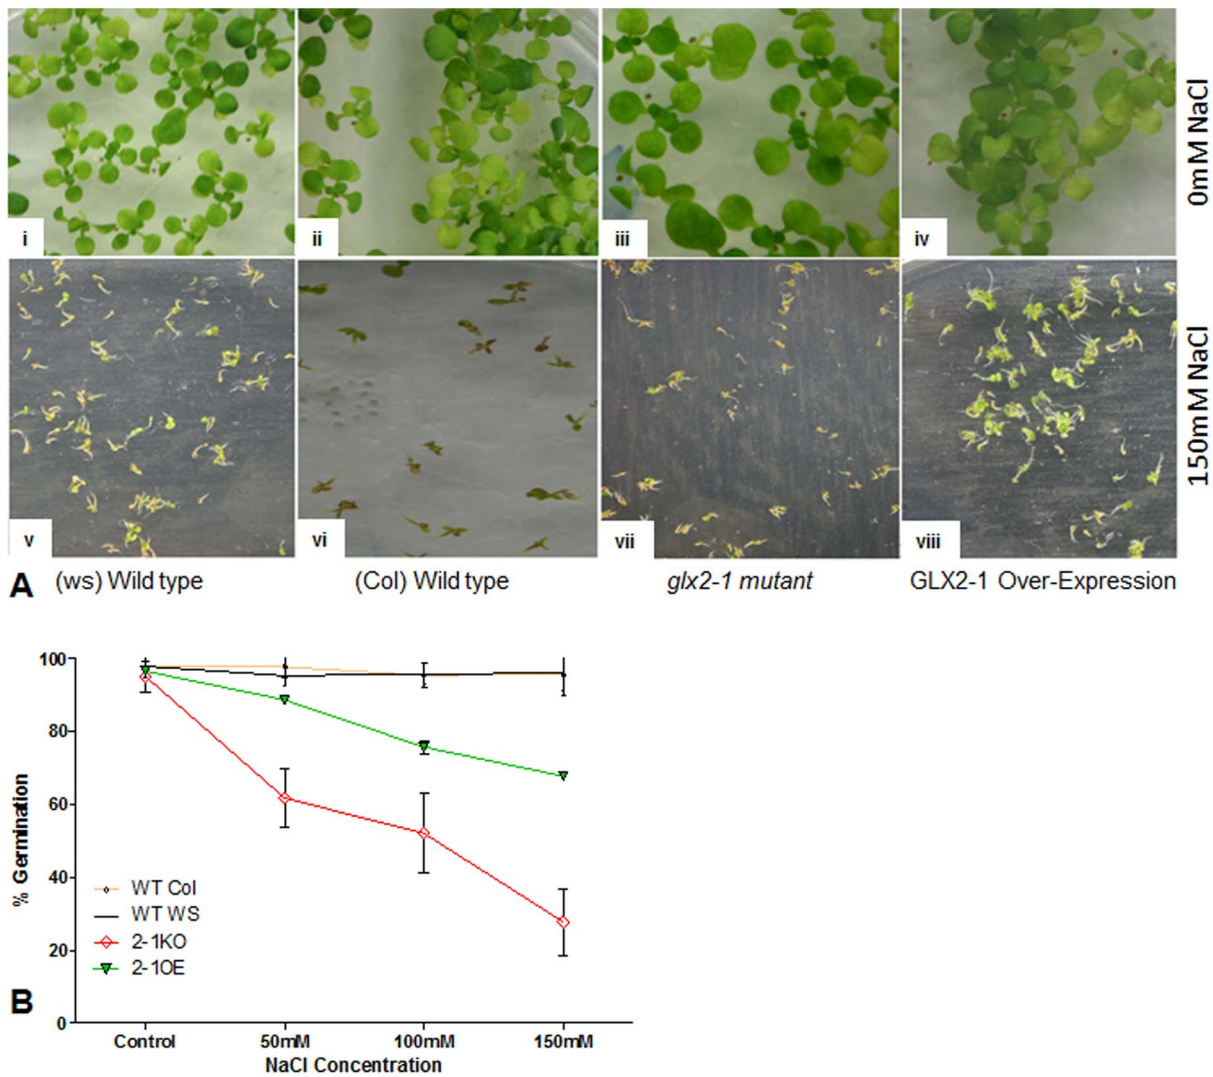 i
ii
iii
iv
0mM NaCl
v
vi
vii
viii
150mM NaCl
A
(ws) Wild type
(Col) Wild type
glx2-1 mutant
GLX2-1 Over-Expression
100
80
60
40
20
0
% Germination
WT Col
WT WS
2-1KO
2-1OE
B
Control
50mM
100mM
150mM
NaCl Concentration